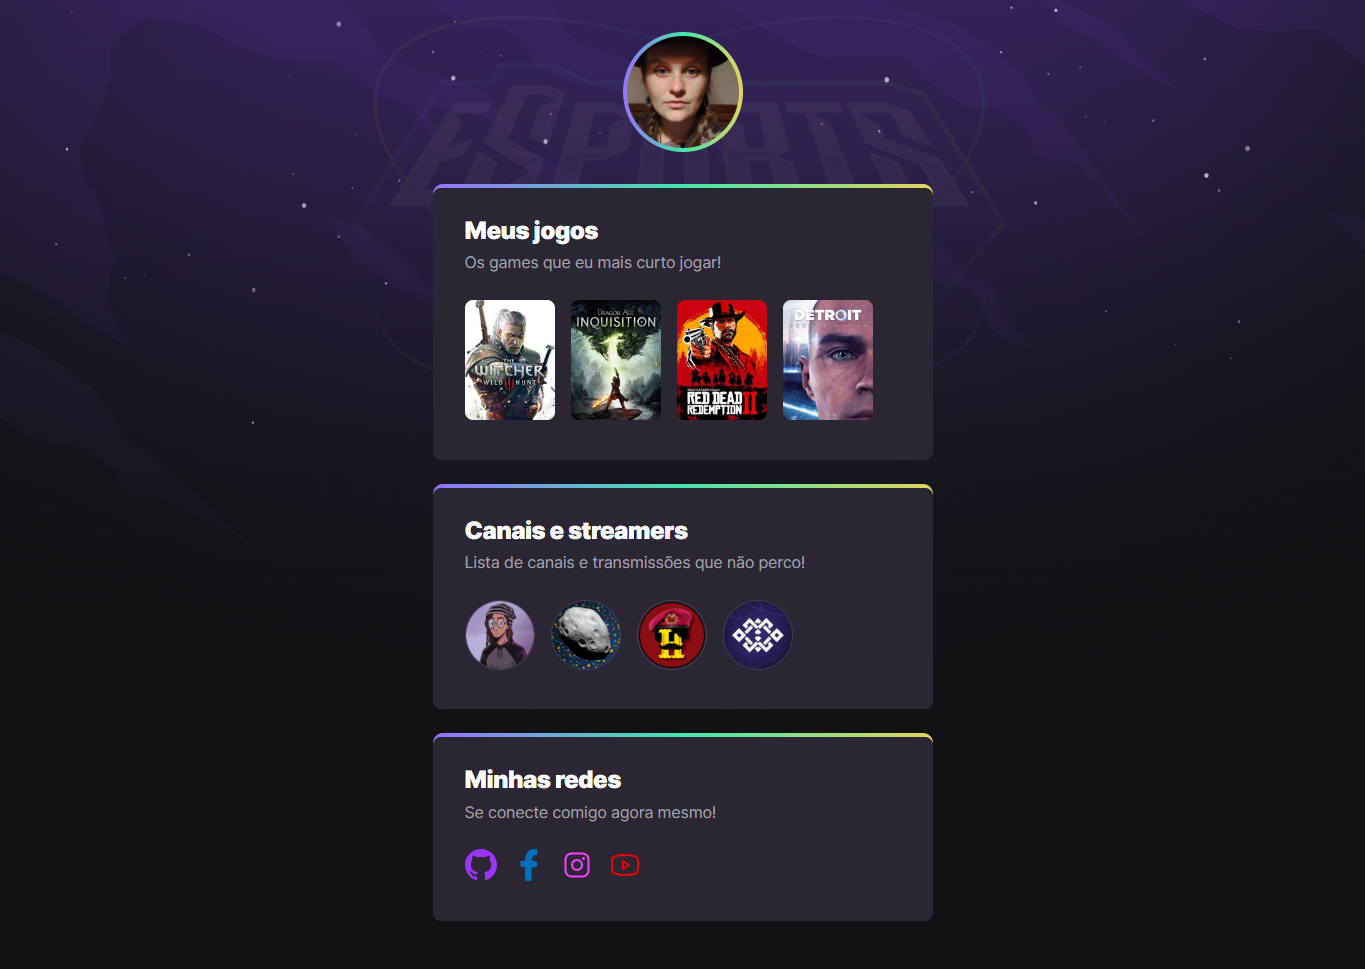 ESPORTS
Meus jogos
Os games que eu mais curto jogar!
THE
WITCHER
WILD HUNT
DRAGON AGE
INQUISITION
RED DEAD
REDEMPTION II
DETROIT
Canais e streamers
Lista de canais e transmissões que não perco!
Minhas redes
Se conecte comigo agora mesmo!